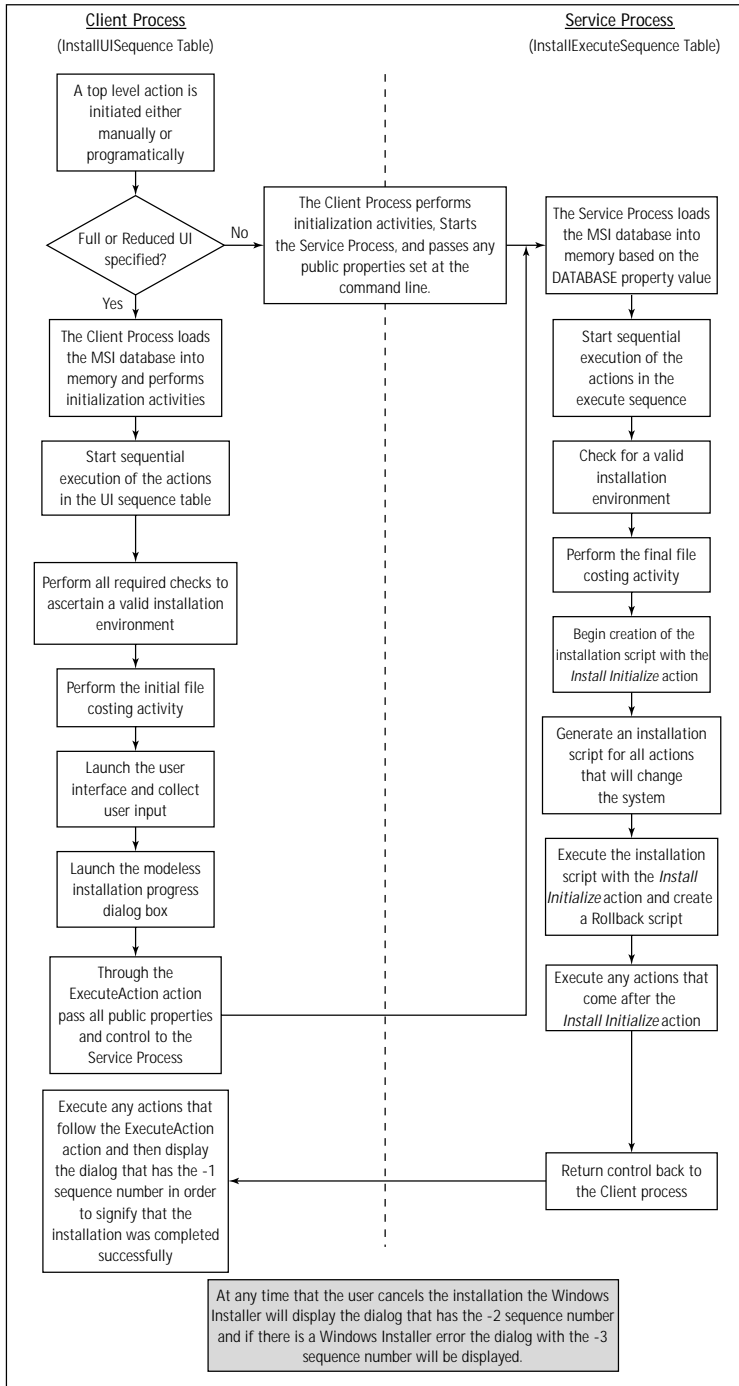 Client Process
(InstallUISequence Table)
Service Process
(InstallExecuteSequence Table)
A top level action is
initiated either
manually or
programatically
Full or Reduced UI
specified?
No
Yes
The Client Process performs
initialization activities, Starts
the Service Process, and passes any
public properties set at the
command line.
The Client Process loads
the MSI database into
memory and performs
initialization activities
Start sequential
execution of the actions
in the UI sequence table
Perform all required checks to
ascertain a valid installation
environment
Perform the initial file
costing activity
Launch the user
interface and collect
user input
Launch the modeless
installation progress
dialog box
Through the
ExecuteAction action
pass all public properties
and control to the
Service Process
The Service Process loads
the MSI database into
memory based on the
DATABASE property value
Start sequential
execution of the
actions in the
execute sequence
Check for a valid
installation
environment
Perform the final file
costing activity
Begin creation of the
installation script with the
Install Initialize action
Generate an installation
script for all actions
that will change
the system
Execute the installation
script with the Install
Initialize action and create
a Rollback script
Execute any actions that
come after the
Install Initialize action
Return control back to
the Client process
Execute any actions that
follow the ExecuteAction
action and then display
the dialog that has the -1
sequence number in order
to signify that the
installation was completed
successfully
At any time that the user cancels the installation the Windows
Installer will display the dialog that has the -2 sequence number
and if there is a Windows Installer error the dialog with the -3
sequence number will be displayed.